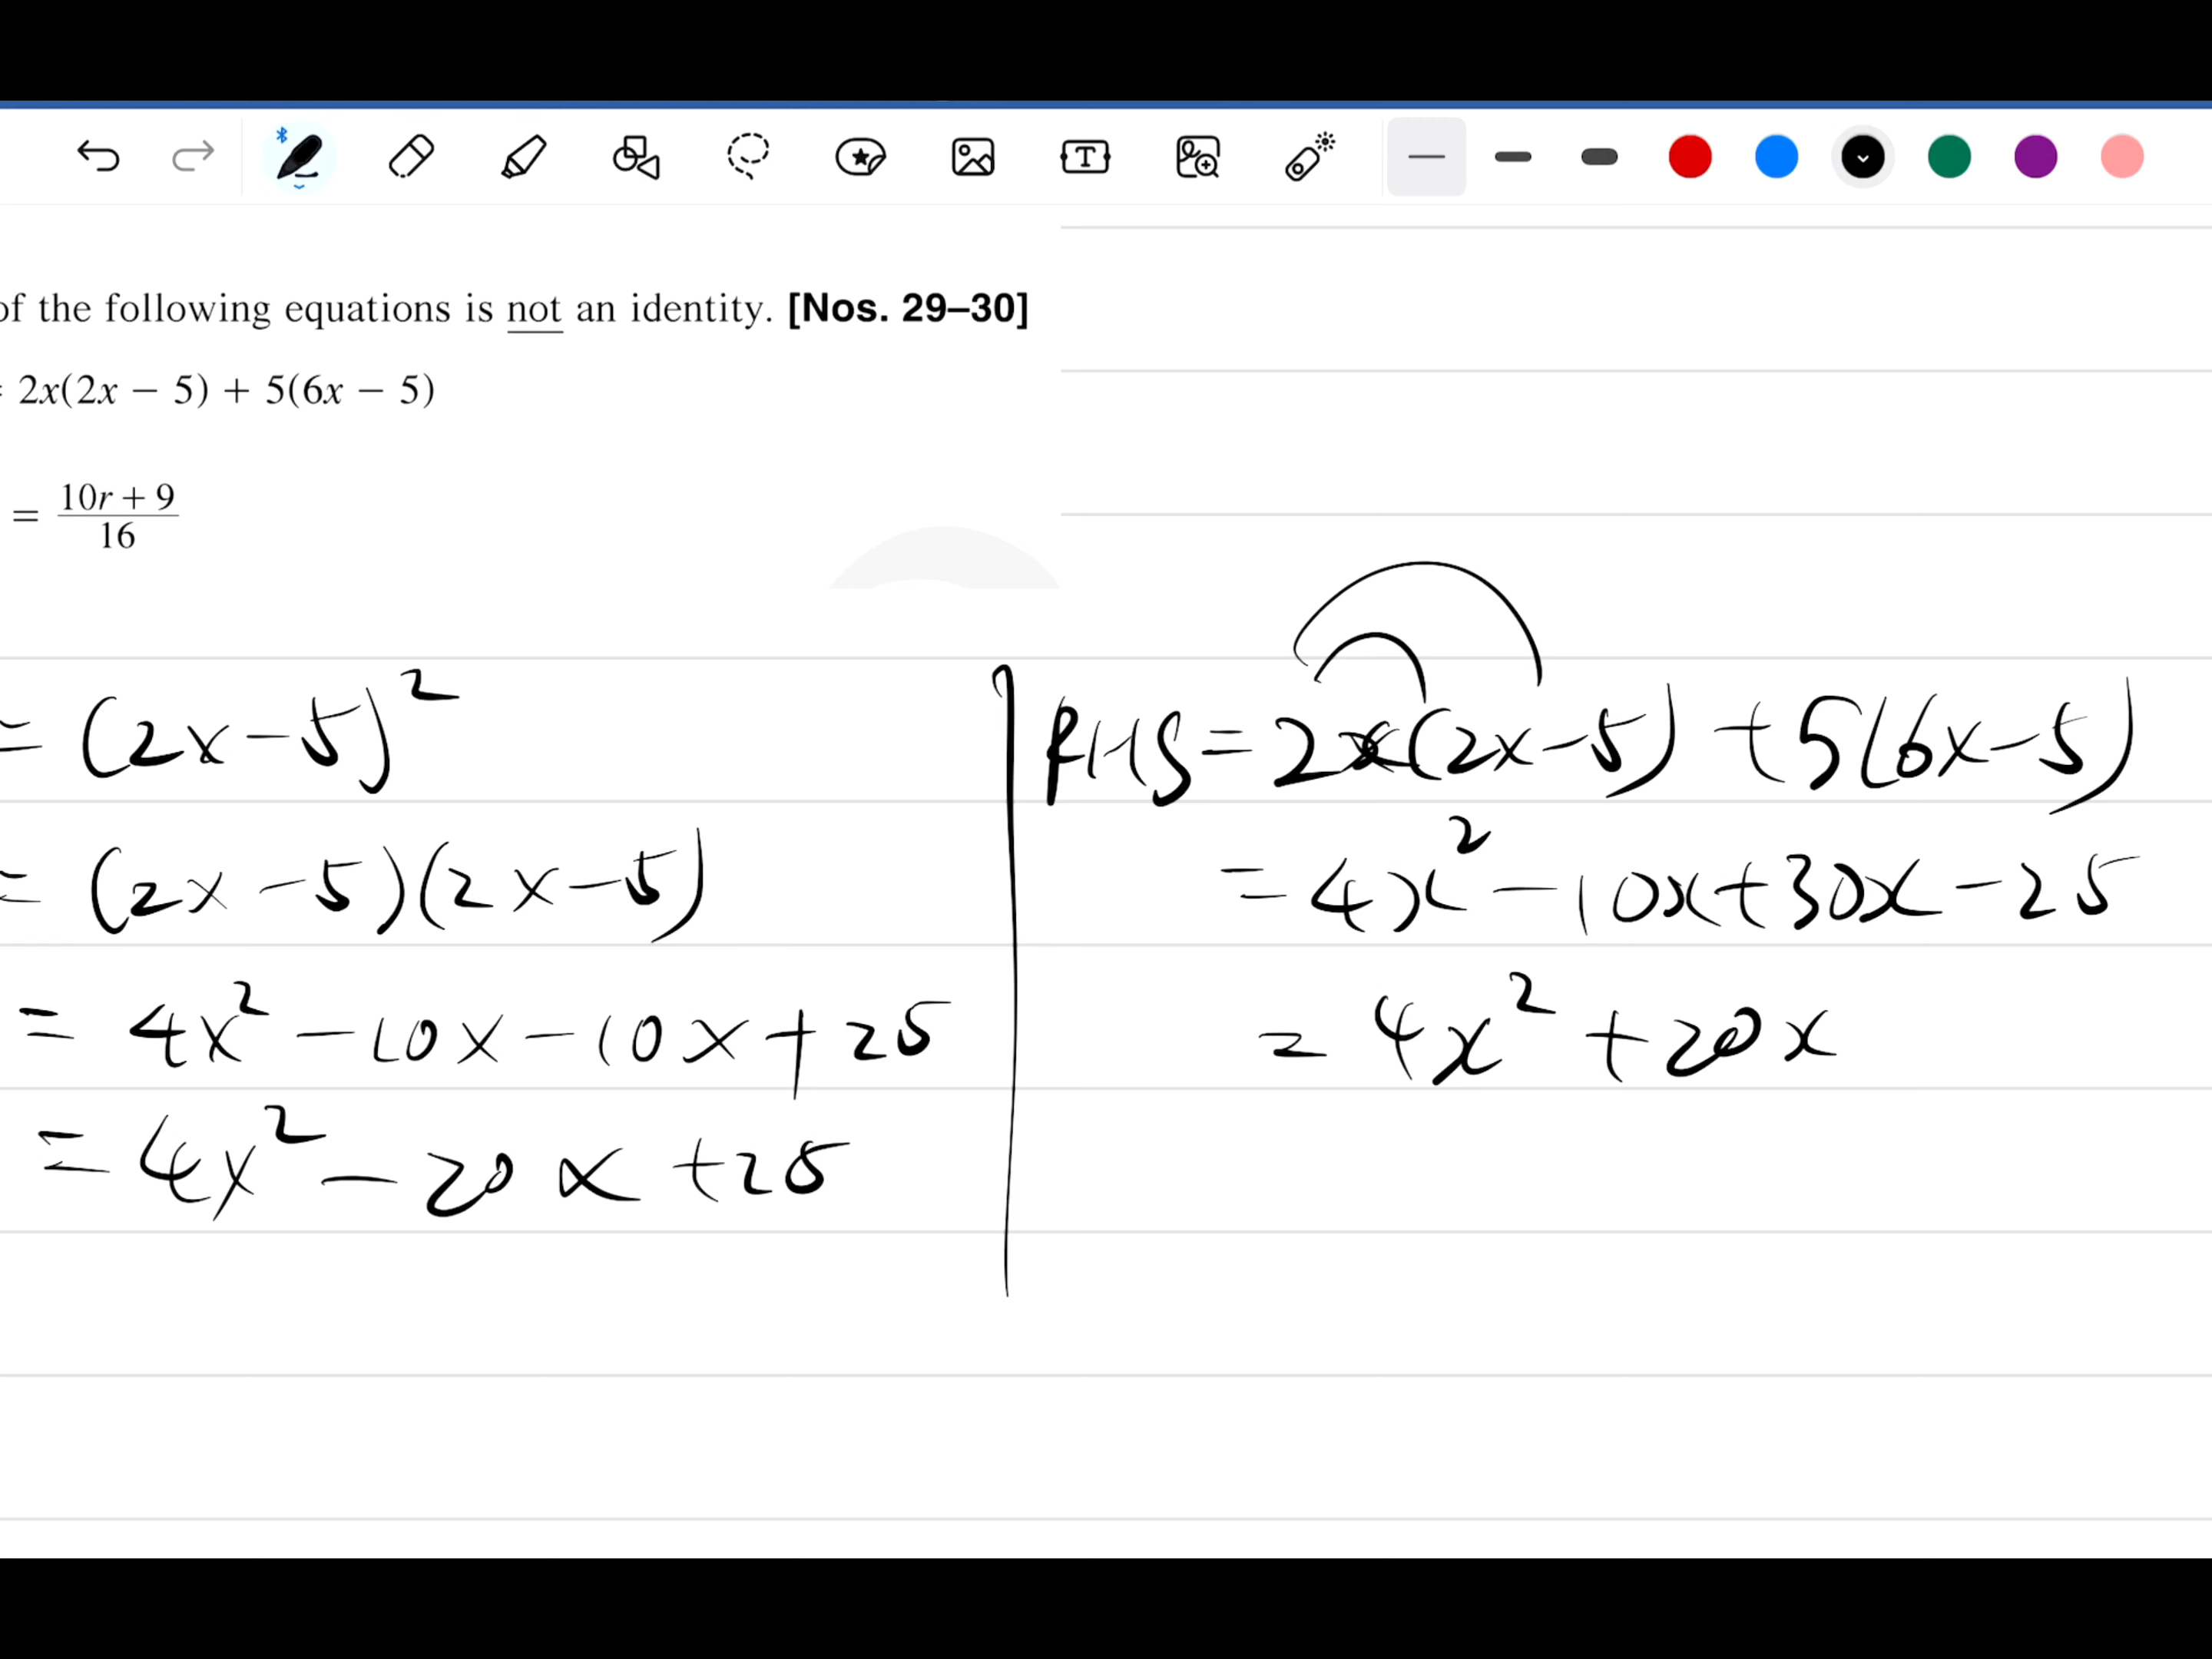 of the following equations is not an identity. [Nos. 29–30]
= 2x(2x − 5) + 5(6x − 5)
= (10r + 9)/16
= (2x-5)²
= (2x-5)(2x-5)
= 4x²-10x-10x+25
= 4x²-20x+25
RHS = 2x(2x-5)+5(6x-5)
= 4x²-10x+30x-25
= 4x²+20x